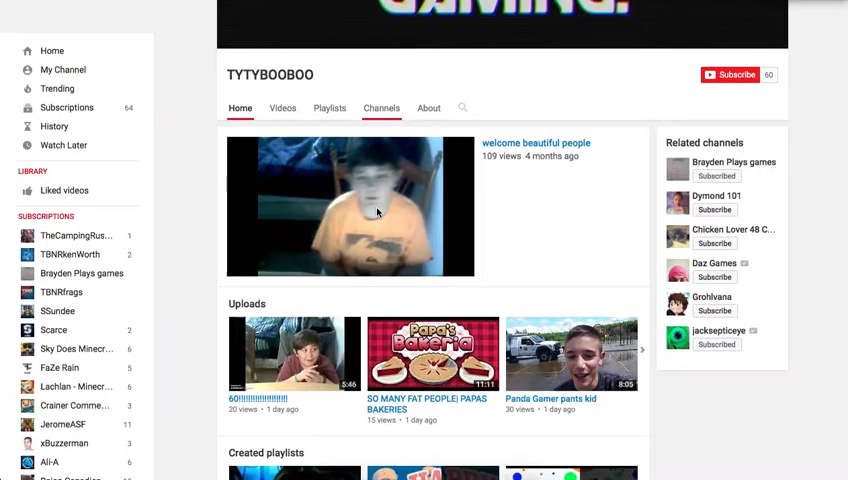 GAMING.
Home
My Channel
Trending
Subscriptions 64
History
Watch Later
LIBRARY
Liked videos
SUBSCRIPTIONS
TheCampingRus... 1
TBNRkenWorth 2
Brayden Plays games
TBNRfrags
SSundee
Scarce 2
Sky Does Minecr... 6
FaZe Rain 5
Lachlan - Minecr... 6
Crainer Comme... 3
JeromeASF 11
xBuzzerman 3
Ali-A 6
TYTYBOOBOO
Subscribe 60
Home Videos Playlists Channels About
welcome beautiful people
109 views • 4 months ago
Uploads
5:46
60!!!!!!!!!!!!!!!!!!!!!!
20 views • 1 day ago
PAPA'S
Bakeria
11:11
SO MANY FAT PEOPLE| PAPAS
BAKERIES
15 views • 1 day ago
8:05
Panda Gamer pants kid
30 views • 1 day ago
Created playlists
Related channels
Brayden Plays games
Subscribed
Dymond 101
Subscribe
Chicken Lover 48 C...
Subscribe
Daz Games
Subscribe
Grohlvana
Subscribe
jacksepticeye
Subscribed